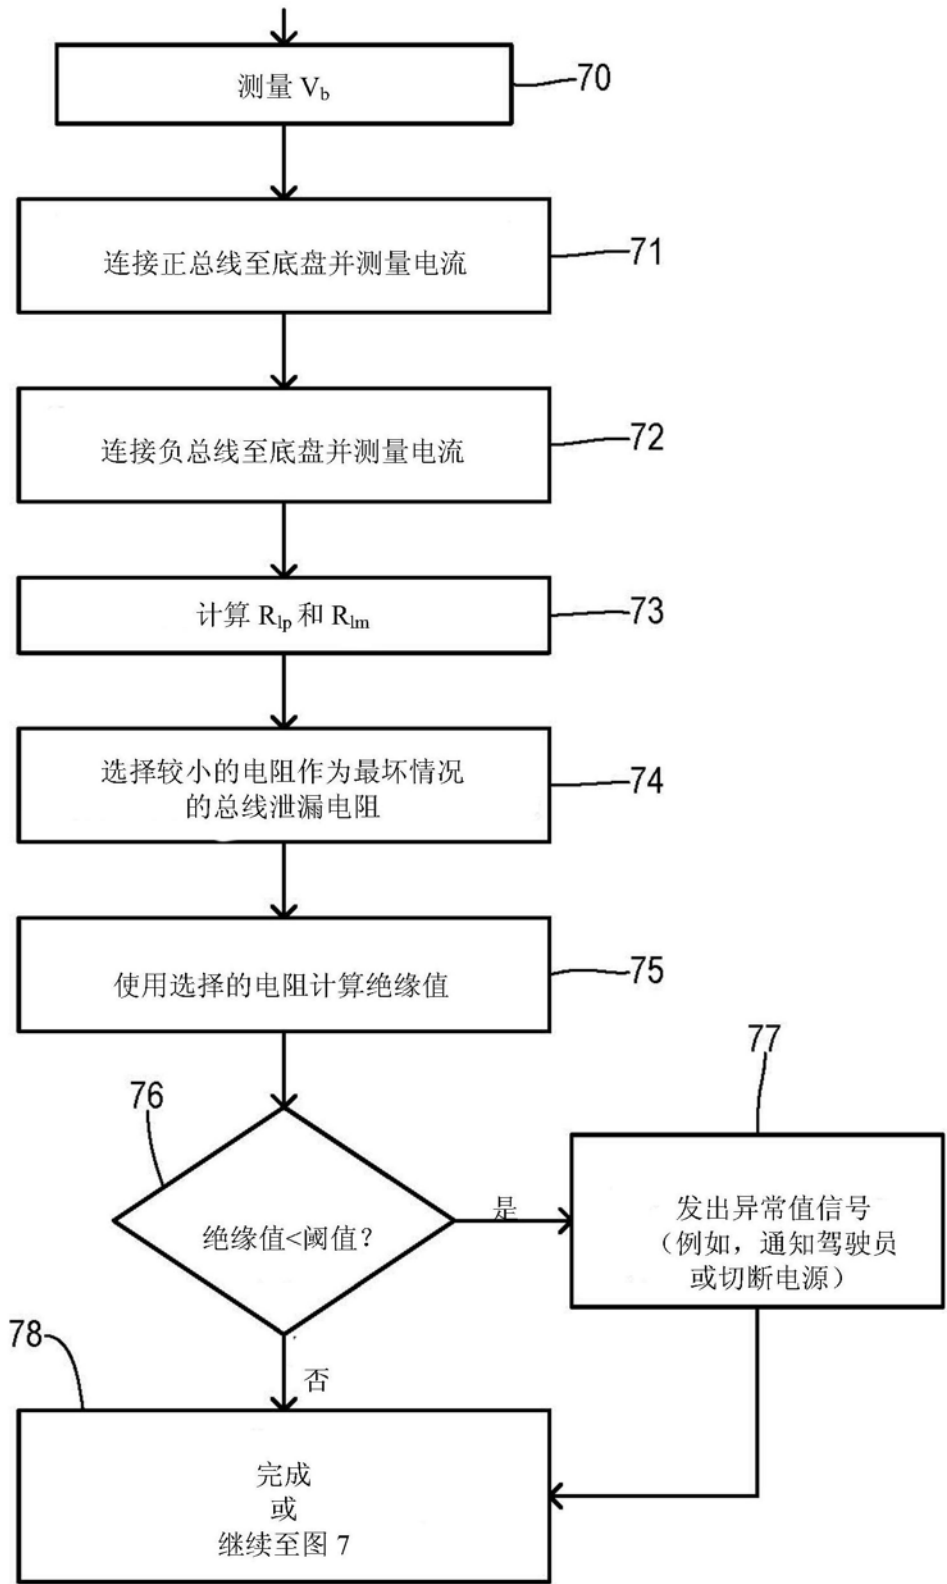 测量 Vb
70
连接正总线至底盘并测量电流
71
连接负总线至底盘并测量电流
72
计算 Rlp 和 Rlm
73
选择较小的电阻作为最坏情况
的总线泄漏电阻
74
使用选择的电阻计算绝缘值
75
76
绝缘值<阈值?
是
77
发出异常值信号
(例如,通知驾驶员
或切断电源)
否
78
完成
或
继续至图 7